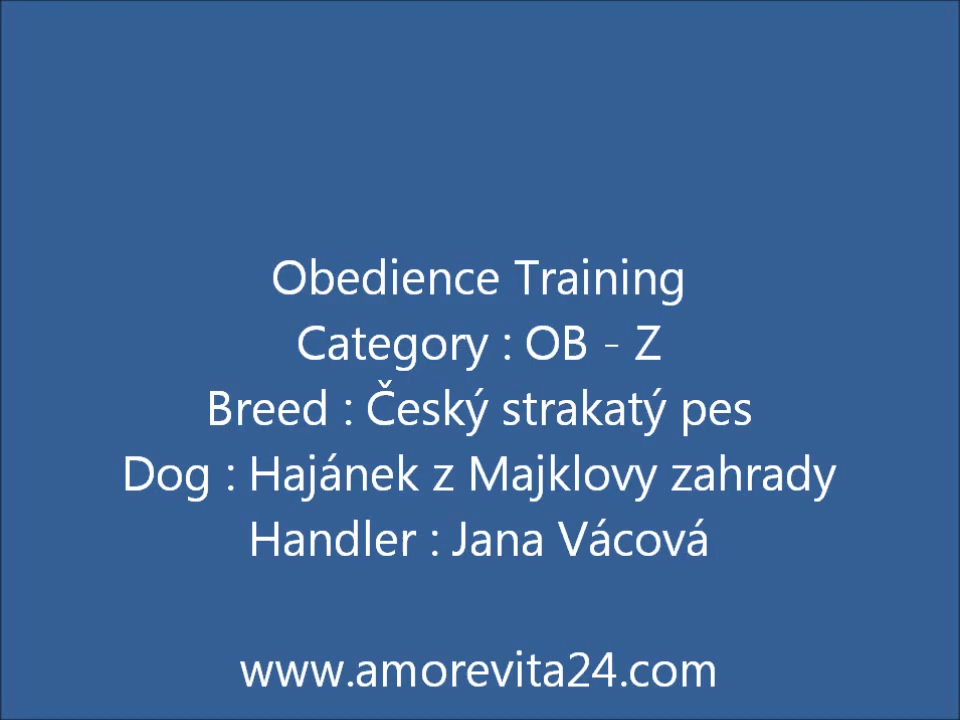 Obedience Training
Category : OB - Z
Breed : Český strakatý pes
Dog : Hajánek z Majklovy zahrady
Handler : Jana Vácová
www.amorevita24.com